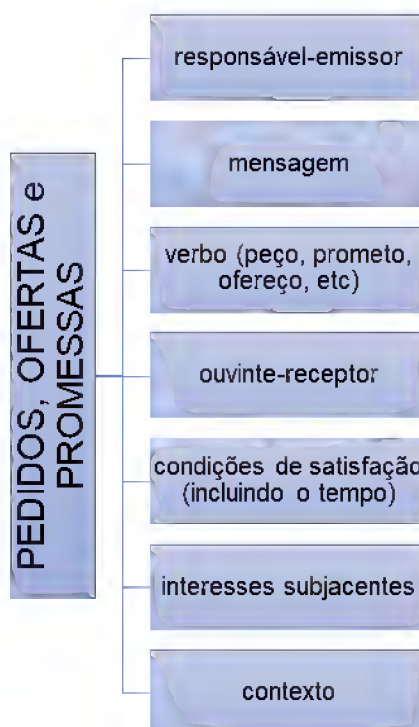 PEDIDOS, OFERTAS e
PROMESSAS
responsável-emissor
mensagem
verbo (peço, prometo,
ofereço, etc)
ouvinte-receptor
condições de satisfação
(incluindo o tempo)
interesses subjacentes
contexto